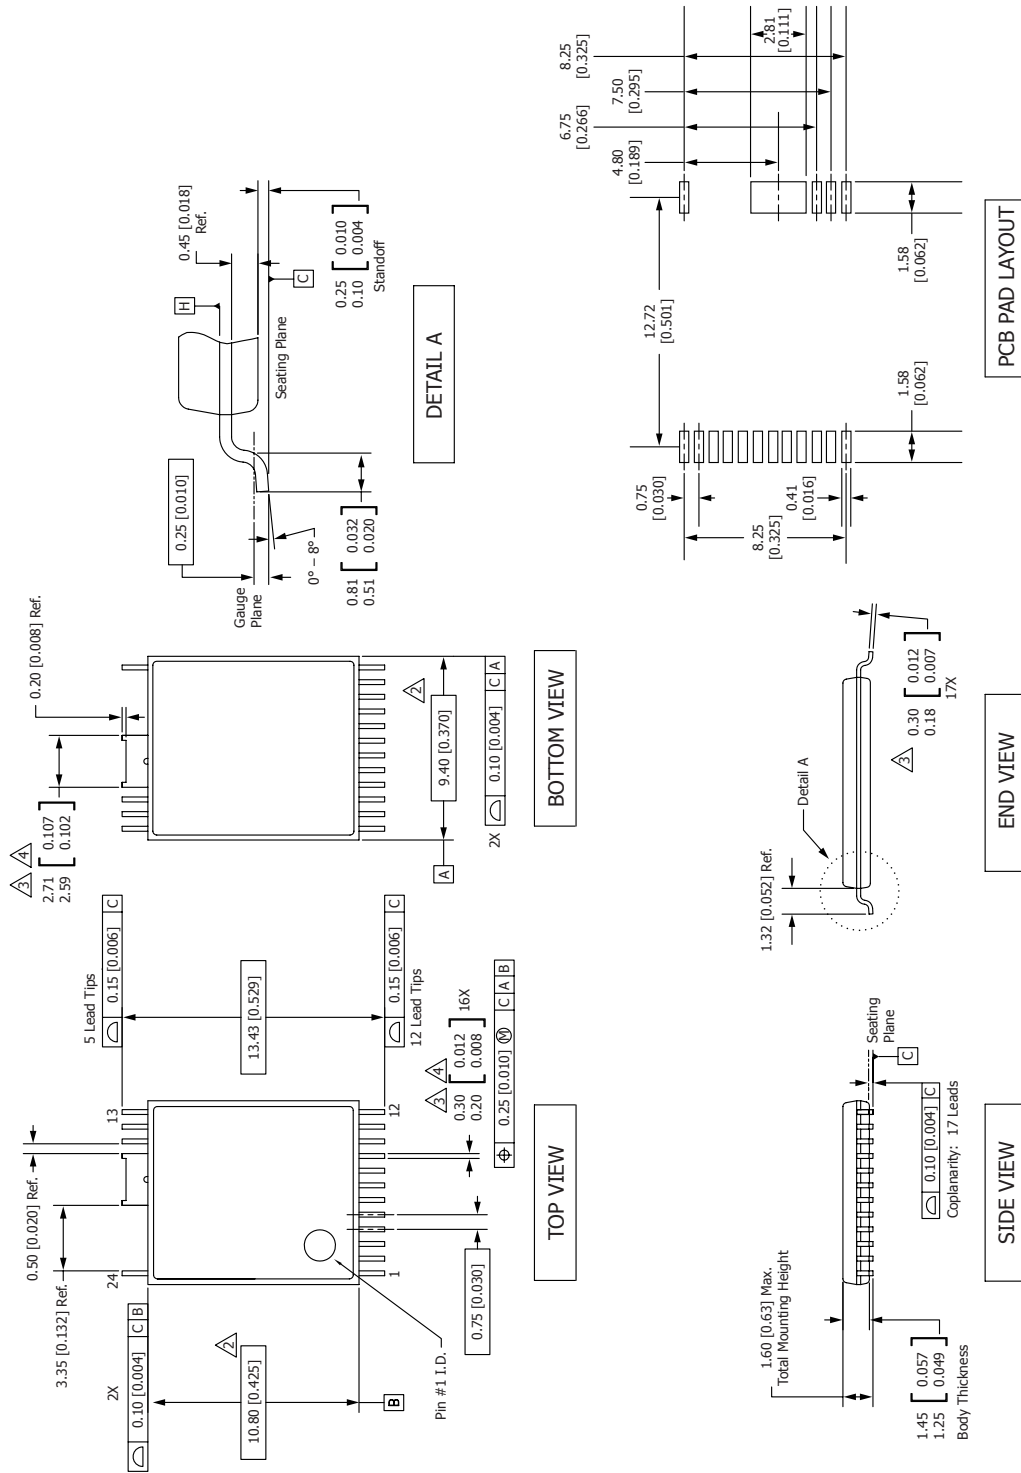 2X
0.10 [0.004] C B
3.35 [0.132] Ref.
0.50 [0.020] Ref.
24
13
10.80 [0.425]
2
B
Pin #1 I.D.
1
12
0.75 [0.030]
5 Lead Tips
0.15 [0.006] C
13.43 [0.529]
0.15 [0.006] C
12 Lead Tips
3 4
0.30 [0.012] 16X
0.20 [0.008]
0.25 [0.010] M C A B
TOP VIEW
3 4
2.71 [0.107]
2.59 [0.102]
0.20 [0.008] Ref.
A
9.40 [0.370]
2
2X
0.10 [0.004] C A
BOTTOM VIEW
Gauge
Plane
0.25 [0.010]
H
0.45 [0.018]
Ref.
0° – 8°
0.81 [0.032]
0.51 [0.020]
Seating Plane
C
0.25 [0.010]
0.10 [0.004]
Standoff
DETAIL A
1.60 [0.63] Max.
Total Mounting Height
1.45 [0.057]
1.25 [0.049]
Body Thickness
Seating
Plane
C
0.10 [0.004] C
Coplanarity: 17 Leads
SIDE VIEW
1.32 [0.052] Ref.
Detail A
3
0.30 [0.012]
0.18 [0.007]
17X
END VIEW
0.75
[0.030]
8.25
[0.325]
0.41
[0.016]
1.58
[0.062]
12.72
[0.501]
4.80
[0.189]
6.75
[0.266]
7.50
[0.295]
8.25
[0.325]
2.81
[0.111]
1.58
[0.062]
PCB PAD LAYOUT